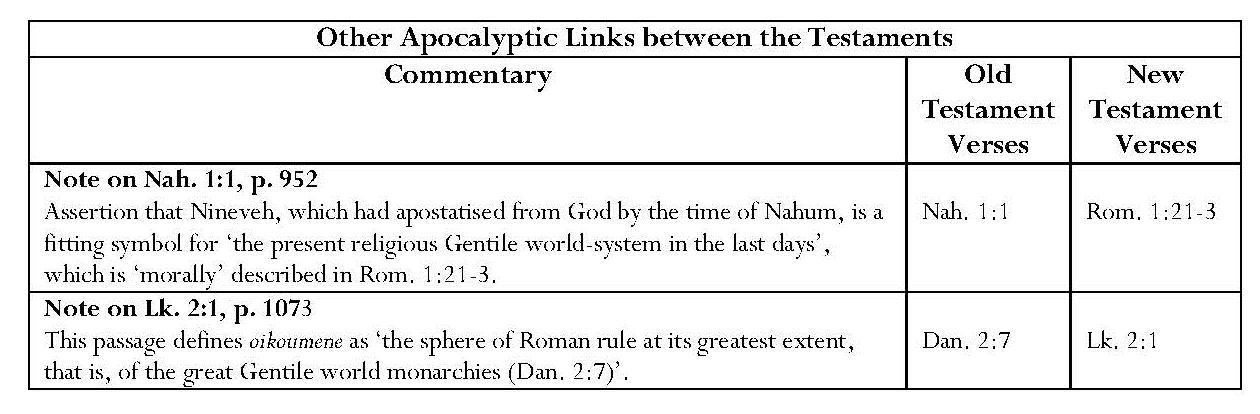 Other Apocalyptic Links between the Testaments
Commentary
Old
Testament
Verses
New
Testament
Verses
Note on Nah. 1:1, p. 952
Assertion that Nineveh, which had apostatised from God by the time of Nahum, is a
fitting symbol for ‘the present religious Gentile world-system in the last days’,
which is ‘morally’ described in Rom. 1:21-3.
Nah. 1:1
Rom. 1:21-3
Note on Lk. 2:1, p. 1073
This passage defines oikoumene as ‘the sphere of Roman rule at its greatest extent,
that is, of the great Gentile world monarchies (Dan. 2:7)’.
Dan. 2:7
Lk. 2:1